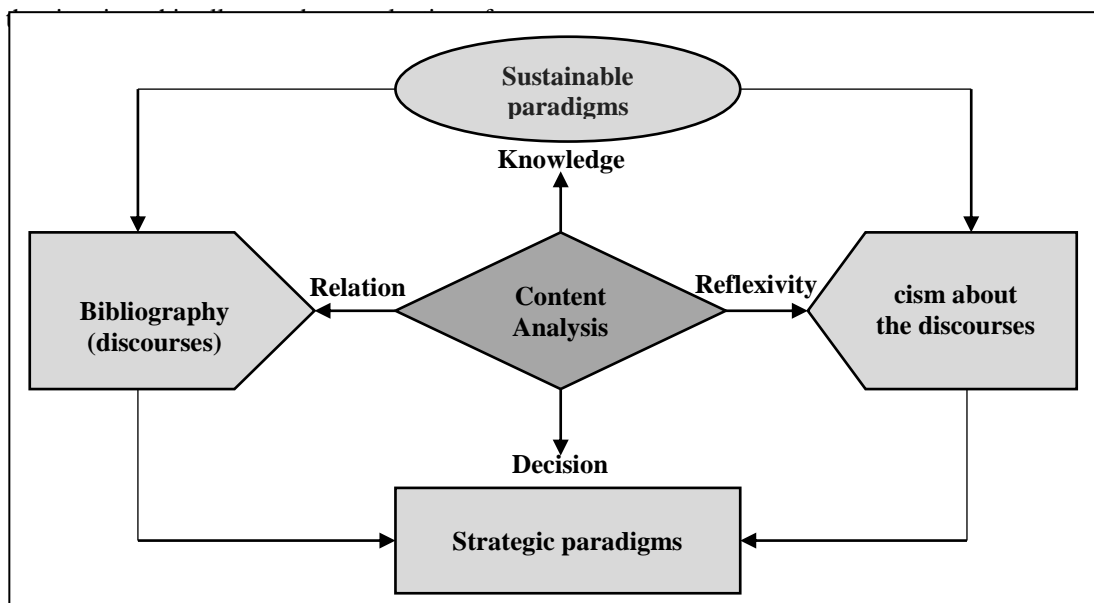 Sustainable
paradigms
Knowledge
Relation
Reflexivity
Bibliography
(discourses)
Content
Analysis
cism about
the discourses
Decision
Strategic paradigms